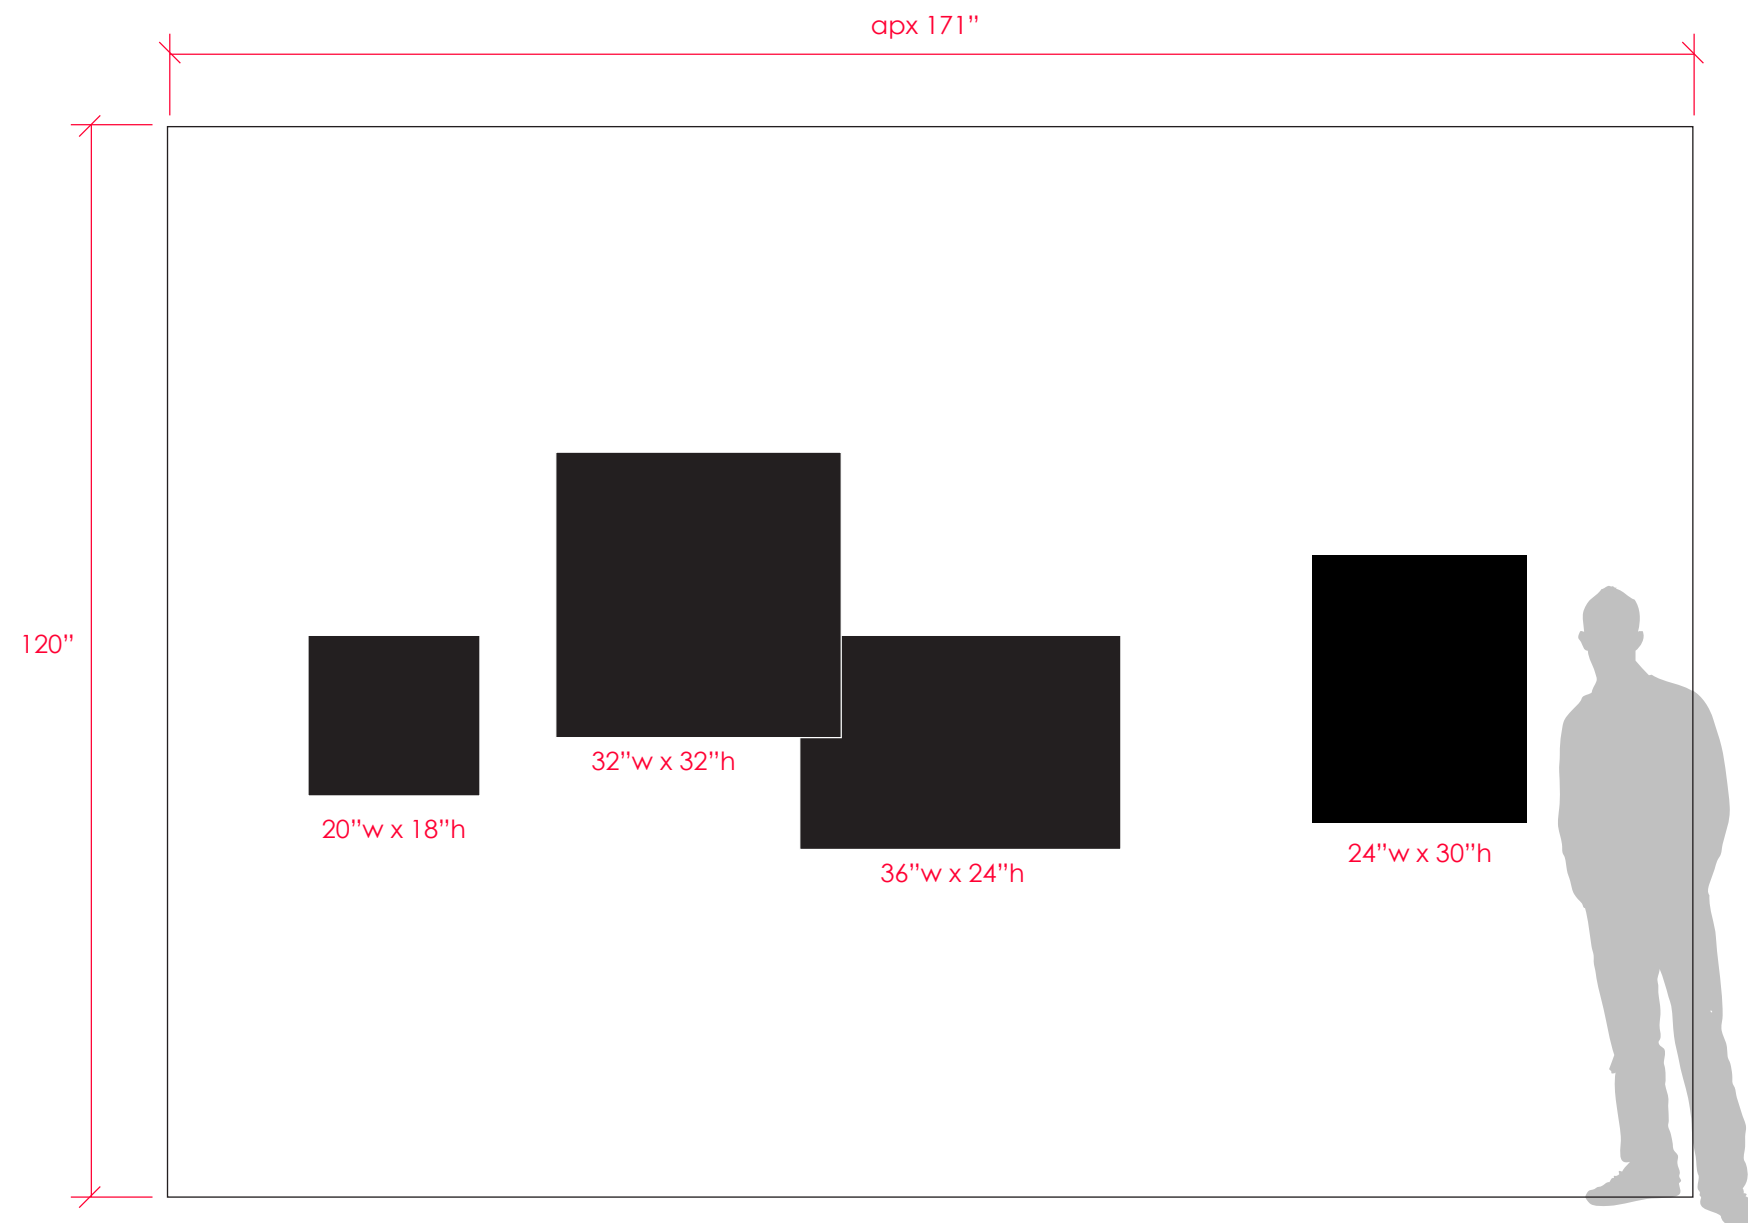 apx 171”
120”
32”w x 32”h
20”w x 18”h
24”w x 30”h
36”w x 24”h